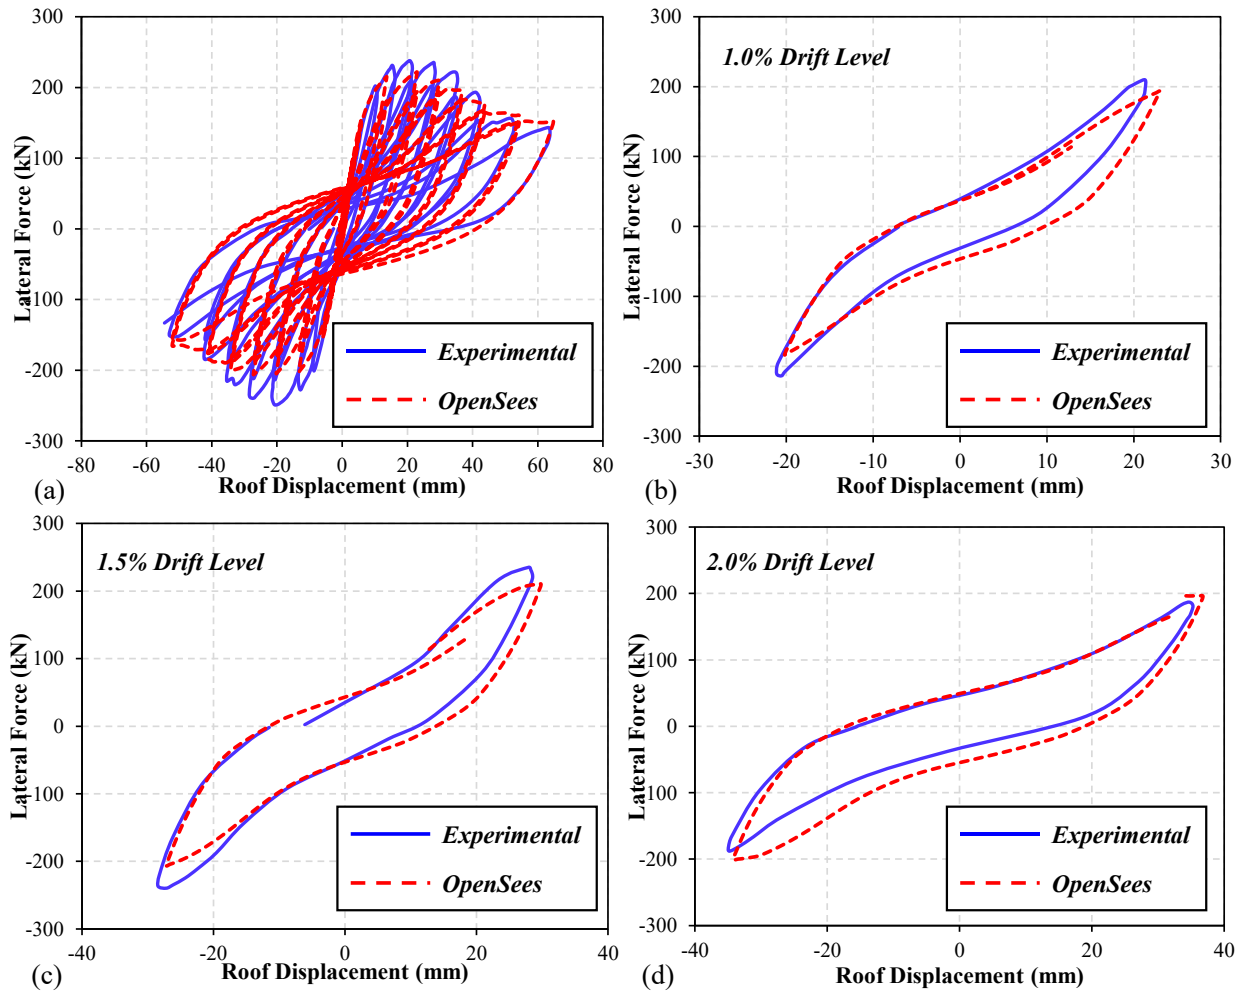 300
200
100
0
-100
-200
-300
-80
-60
-40
-20
0
20
40
60
80
Lateral Force (kN)
Roof Displacement (mm)
Experimental
OpenSees
(a)
1.0% Drift Level
300
200
100
0
-100
-200
-300
-30
-20
-10
0
10
20
30
Lateral Force (kN)
Roof Displacement (mm)
Experimental
OpenSees
(b)
1.5% Drift Level
300
200
100
0
-100
-200
-300
-40
-20
0
20
40
Lateral Force (kN)
Roof Displacement (mm)
Experimental
OpenSees
(c)
2.0% Drift Level
300
200
100
0
-100
-200
-300
-40
-20
0
20
40
Lateral Force (kN)
Roof Displacement (mm)
Experimental
OpenSees
(d)